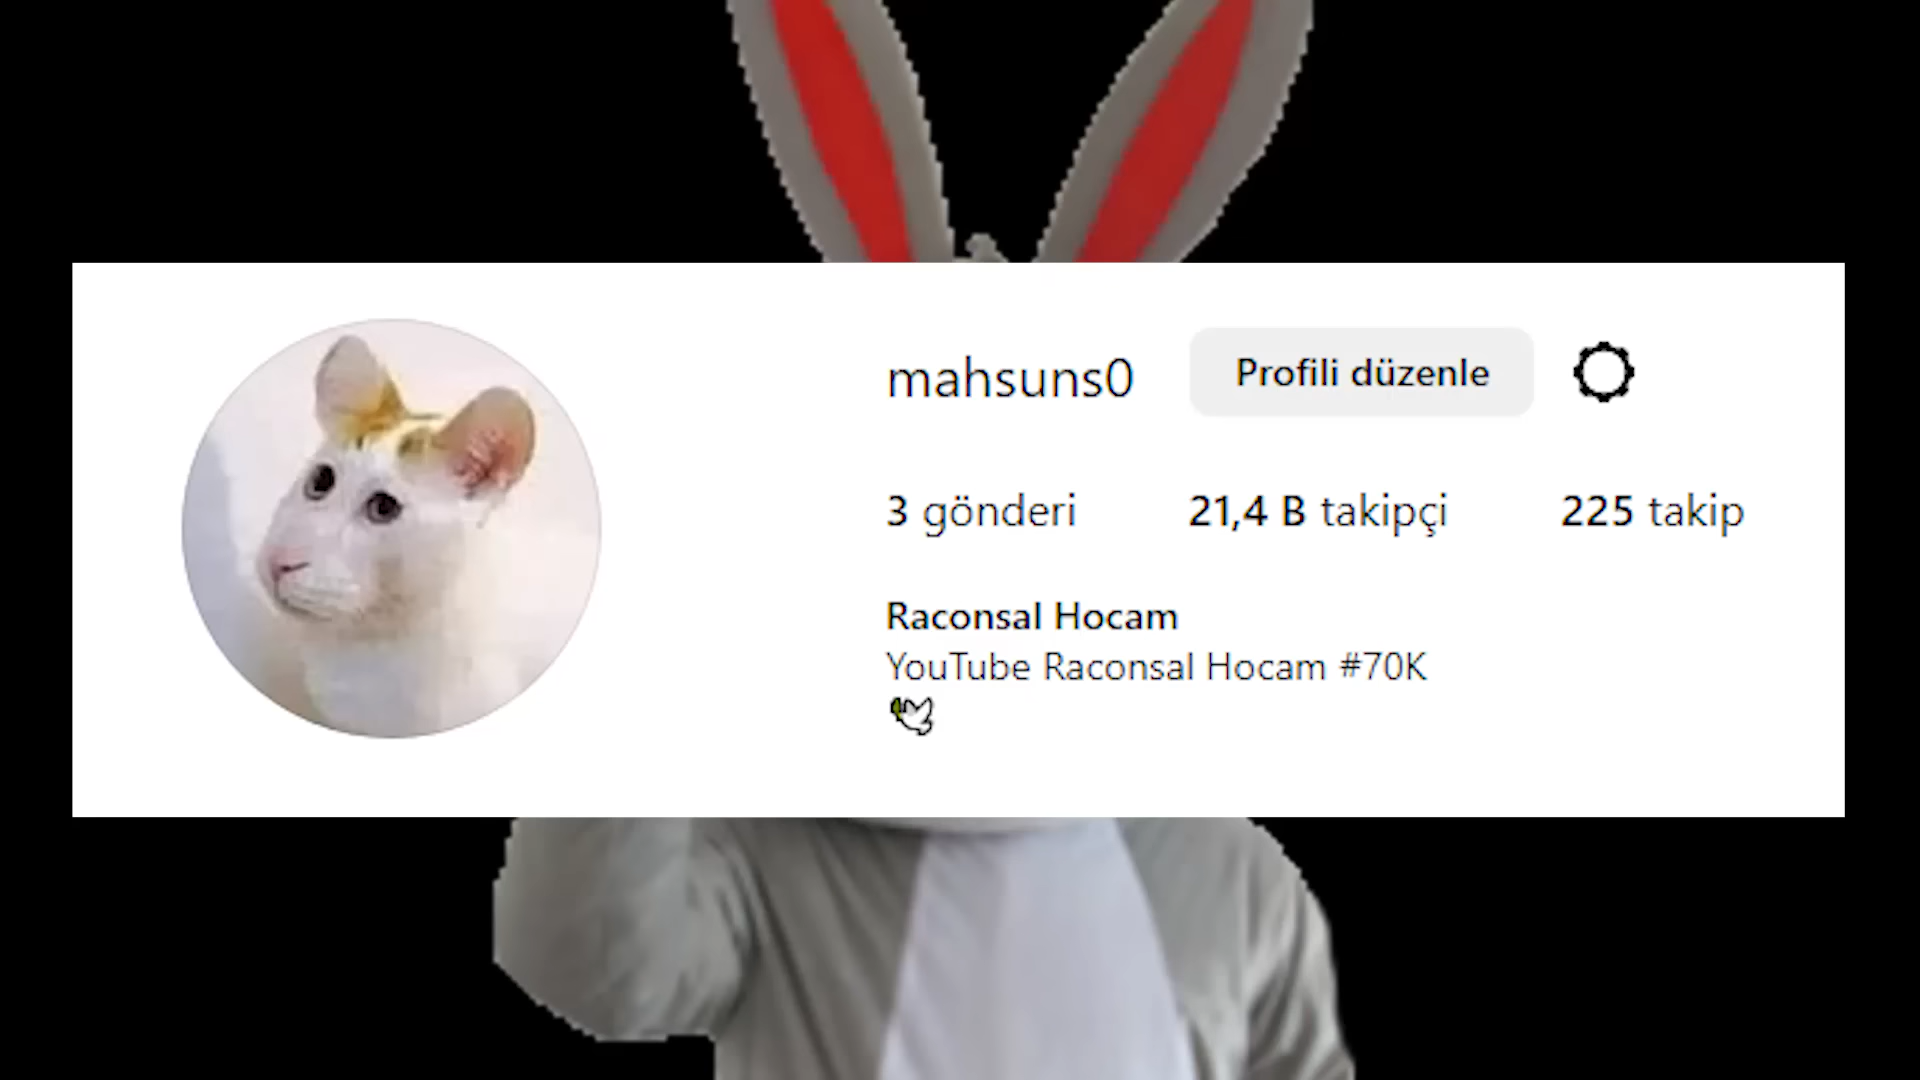 mahsuns0 Profili düzenle
3 gönderi 21,4 B takipçi 225 takip
Raconsal Hocam
YouTube Raconsal Hocam #70K